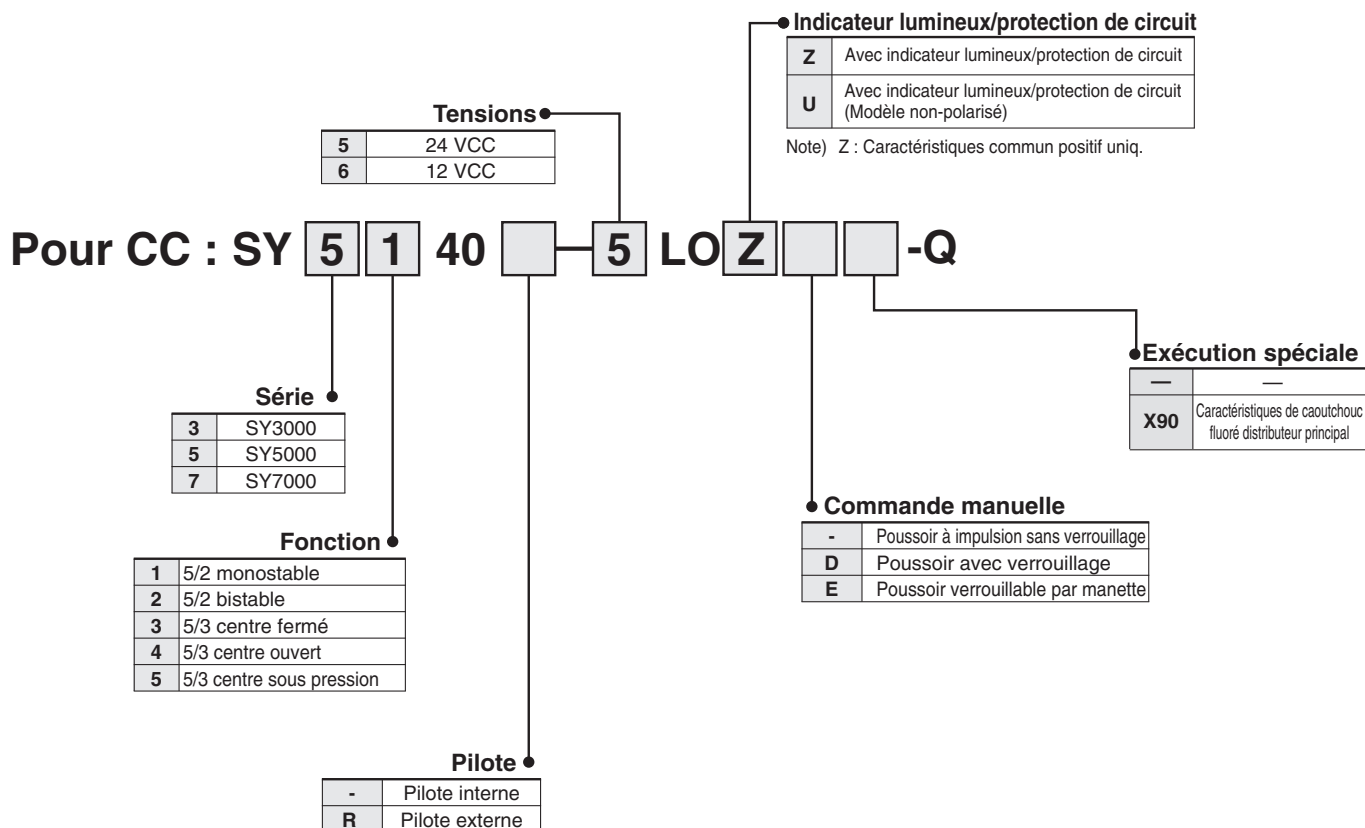 Indicateur lumineux/protection de circuit
Z Avec indicateur lumineux/protection de circuit
U Avec indicateur lumineux/protection de circuit
(Modèle non-polarisé)
Note) Z : Caractéristiques commun positif uniq.
Tensions
5 24 VCC
6 12 VCC
Pour CC : SY 5 1 40 — 5 LO Z -Q
Exécution spéciale
— —
X90 Caractéristiques de caoutchouc
fluoré distributeur principal
Série
3 SY3000
5 SY5000
7 SY7000
Commande manuelle
- Poussoir à impulsion sans verrouillage
D Poussoir avec verrouillage
E Poussoir verrouillable par manette
Fonction
1 5/2 monostable
2 5/2 bistable
3 5/3 centre fermé
4 5/3 centre ouvert
5 5/3 centre sous pression
Pilote
- Pilote interne
R Pilote externe